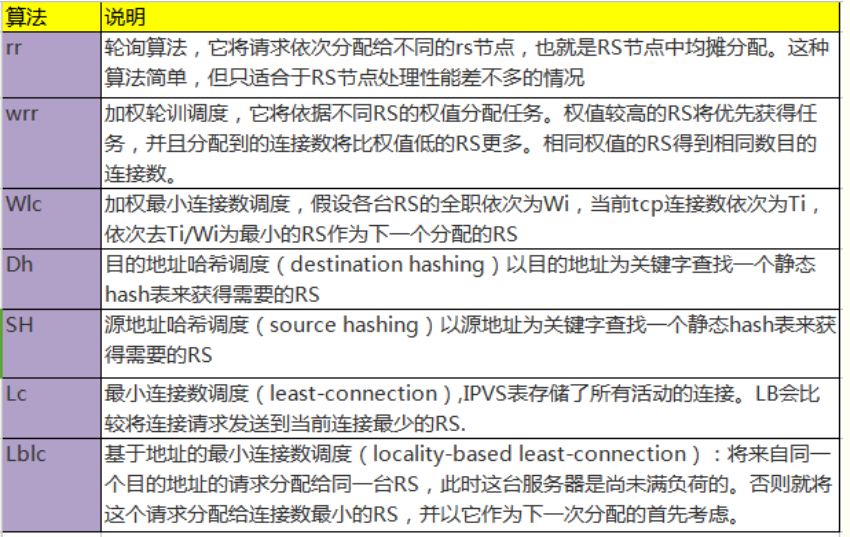 算法 说明
rr 轮询算法，它将请求依次分配给不同的rs节点，也就是RS节点中均摊分配。这种
算法简单，但只适合于RS节点处理性能差不多的情况
wrr 加权轮训调度，它将依据不同RS的权值分配任务。权值较高的RS将优先获得任
务，并且分配到的连接数将比权值低的RS更多。相同权值的RS得到相同数目的
连接数。
Wlc 加权最小连接数调度，假设各台RS的全职依次为Wi，当前tcp连接数依次为Ti，
依次去Ti/Wi为最小的RS作为下一个分配的RS
Dh 目的地址哈希调度（destination hashing）以目的地址为关键字查找一个静态
hash表来获得需要的RS
SH 源地址哈希调度（source hashing）以源地址为关键字查找一个静态hash表来获
得需要的RS
Lc 最小连接数调度（least-connection）,IPVS表存储了所有活动的连接。LB会比
较将连接请求发送到当前连接最少的RS.
Lblc 基于地址的最小连接数调度（locality-based least-connection）：将来自同一
个目的地址的请求分配给同一台RS，此时这台服务器是尚未满负荷的。否则就将
这个请求分配给连接数最小的RS，并以它作为下一次分配的首先考虑。